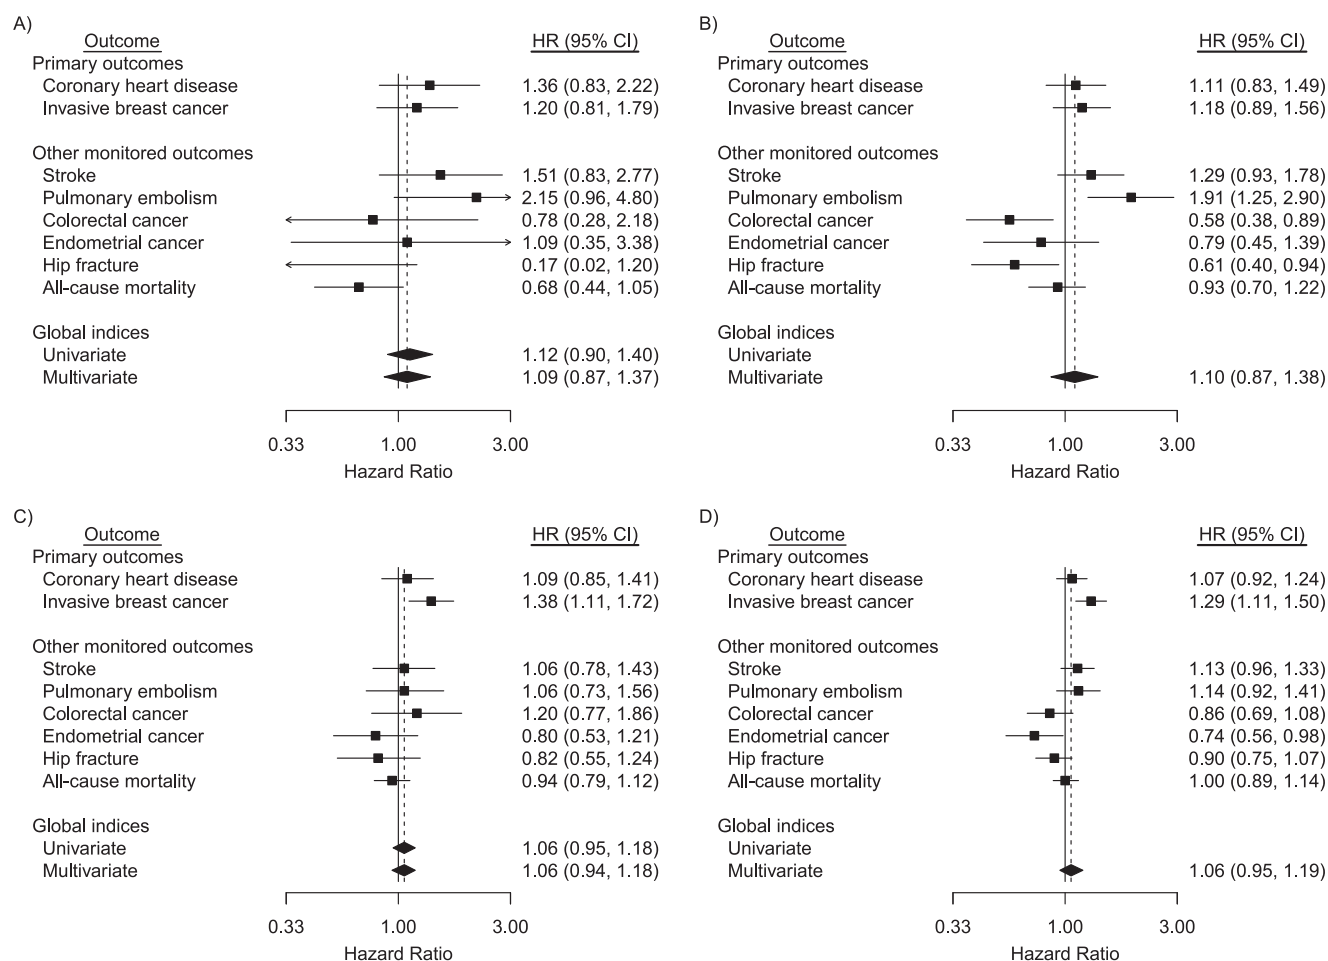 A)
Outcome HR (95% CI)
Primary outcomes
Coronary heart disease 1.36 (0.83, 2.22)
Invasive breast cancer 1.20 (0.81, 1.79)
Other monitored outcomes
Stroke 1.51 (0.83, 2.77)
Pulmonary embolism 2.15 (0.96, 4.80)
Colorectal cancer 0.78 (0.28, 2.18)
Endometrial cancer 1.09 (0.35, 3.38)
Hip fracture 0.17 (0.02, 1.20)
All-cause mortality 0.68 (0.44, 1.05)
Global indices
Univariate 1.12 (0.90, 1.40)
Multivariate 1.09 (0.87, 1.37)
0.33 1.00 3.00
Hazard Ratio
B)
Outcome HR (95% CI)
Primary outcomes
Coronary heart disease 1.11 (0.83, 1.49)
Invasive breast cancer 1.18 (0.89, 1.56)
Other monitored outcomes
Stroke 1.29 (0.93, 1.78)
Pulmonary embolism 1.91 (1.25, 2.90)
Colorectal cancer 0.58 (0.38, 0.89)
Endometrial cancer 0.79 (0.45, 1.39)
Hip fracture 0.61 (0.40, 0.94)
All-cause mortality 0.93 (0.70, 1.22)
Global indices
Univariate
Multivariate 1.10 (0.87, 1.38)
0.33 1.00 3.00
Hazard Ratio
C)
Outcome HR (95% CI)
Primary outcomes
Coronary heart disease 1.09 (0.85, 1.41)
Invasive breast cancer 1.38 (1.11, 1.72)
Other monitored outcomes
Stroke 1.06 (0.78, 1.43)
Pulmonary embolism 1.06 (0.73, 1.56)
Colorectal cancer 1.20 (0.77, 1.86)
Endometrial cancer 0.80 (0.53, 1.21)
Hip fracture 0.82 (0.55, 1.24)
All-cause mortality 0.94 (0.79, 1.12)
Global indices
Univariate 1.06 (0.95, 1.18)
Multivariate 1.06 (0.94, 1.18)
0.33 1.00 3.00
Hazard Ratio
D)
Outcome HR (95% CI)
Primary outcomes
Coronary heart disease 1.07 (0.92, 1.24)
Invasive breast cancer 1.29 (1.11, 1.50)
Other monitored outcomes
Stroke 1.13 (0.96, 1.33)
Pulmonary embolism 1.14 (0.92, 1.41)
Colorectal cancer 0.86 (0.69, 1.08)
Endometrial cancer 0.74 (0.56, 0.98)
Hip fracture 0.90 (0.75, 1.07)
All-cause mortality 1.00 (0.89, 1.14)
Global indices
Univariate
Multivariate 1.06 (0.95, 1.19)
0.33 1.00 3.00
Hazard Ratio